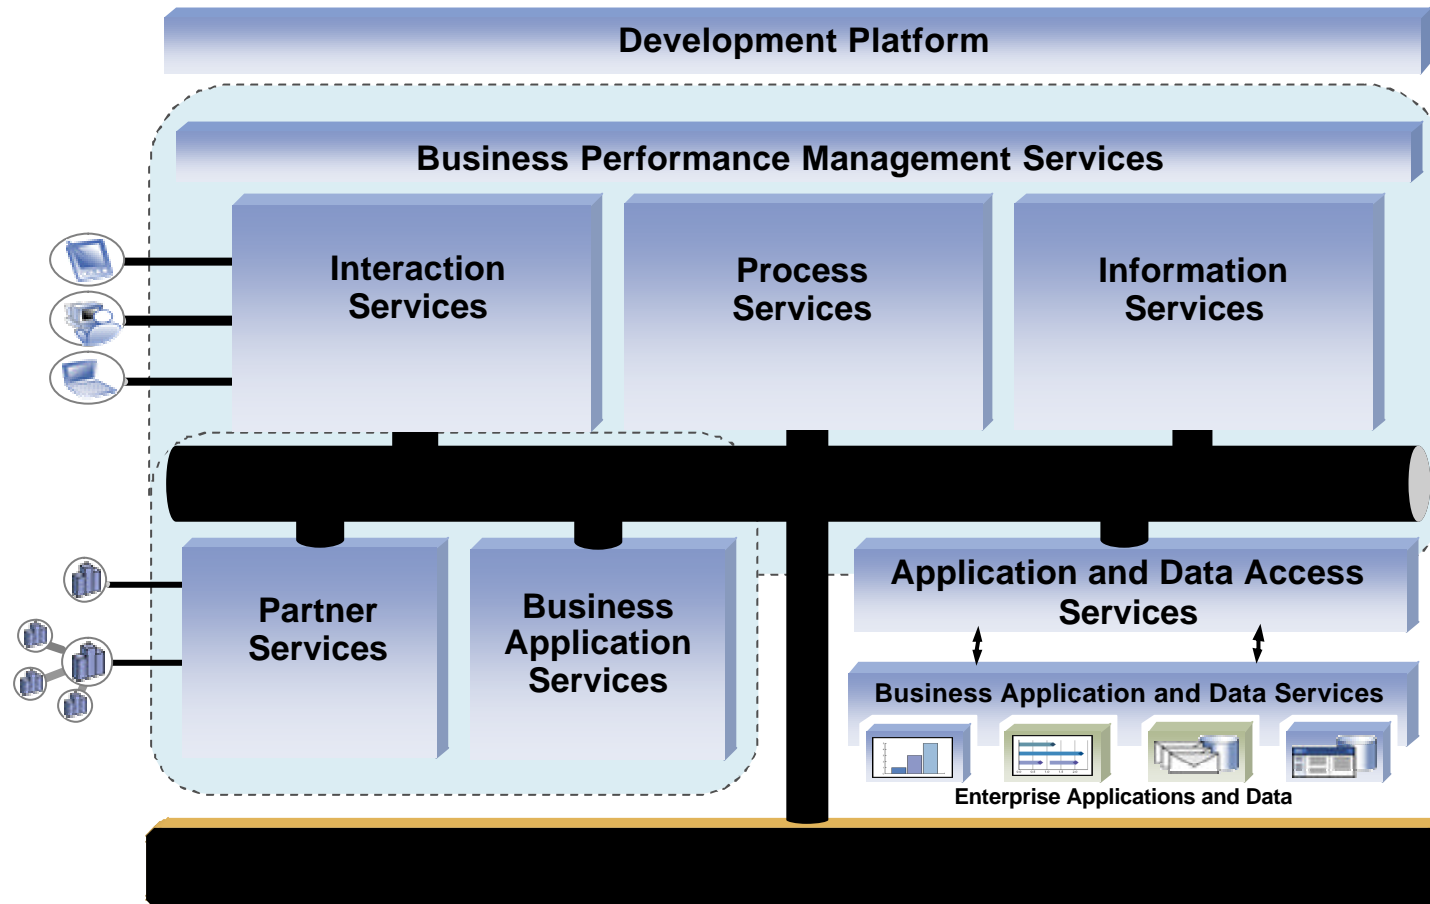 Development Platform
Business Performance Management Services
Interaction
Services
Process
Services
Information
Services
Partner
Services
Business
Application
Services
Application and Data Access
Services
Business Application and Data Services
Enterprise Applications and Data